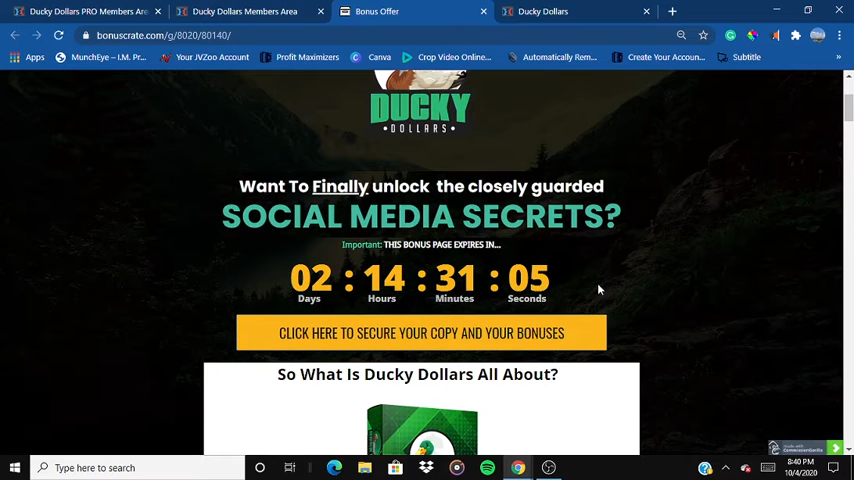 Ducky Dollars PRO Members Are
Ducky Dollars Members Area
Bonus Offer
Ducky Dollars
bonuscrate.com/g/8020/80140/
Apps
MunchEye – I.M. Pr...
Your JVZoo Account
Profit Maximizers
Canva
Crop Video Online...
Automatically Rem...
Create Your Accoun...
Subtitle
»
DUCKY
• DOLLARS •
Want To Finally unlock the closely guarded
SOCIAL MEDIA SECRETS?
Important: THIS BONUS PAGE EXPIRES IN...
02 : 14 : 31 : 05
Days Hours Minutes Seconds
CLICK HERE TO SECURE YOUR COPY AND YOUR BONUSES
So What Is Ducky Dollars All About?
made with
CommissionGorilla
Type here to search
8:40 PM
10/4/2020